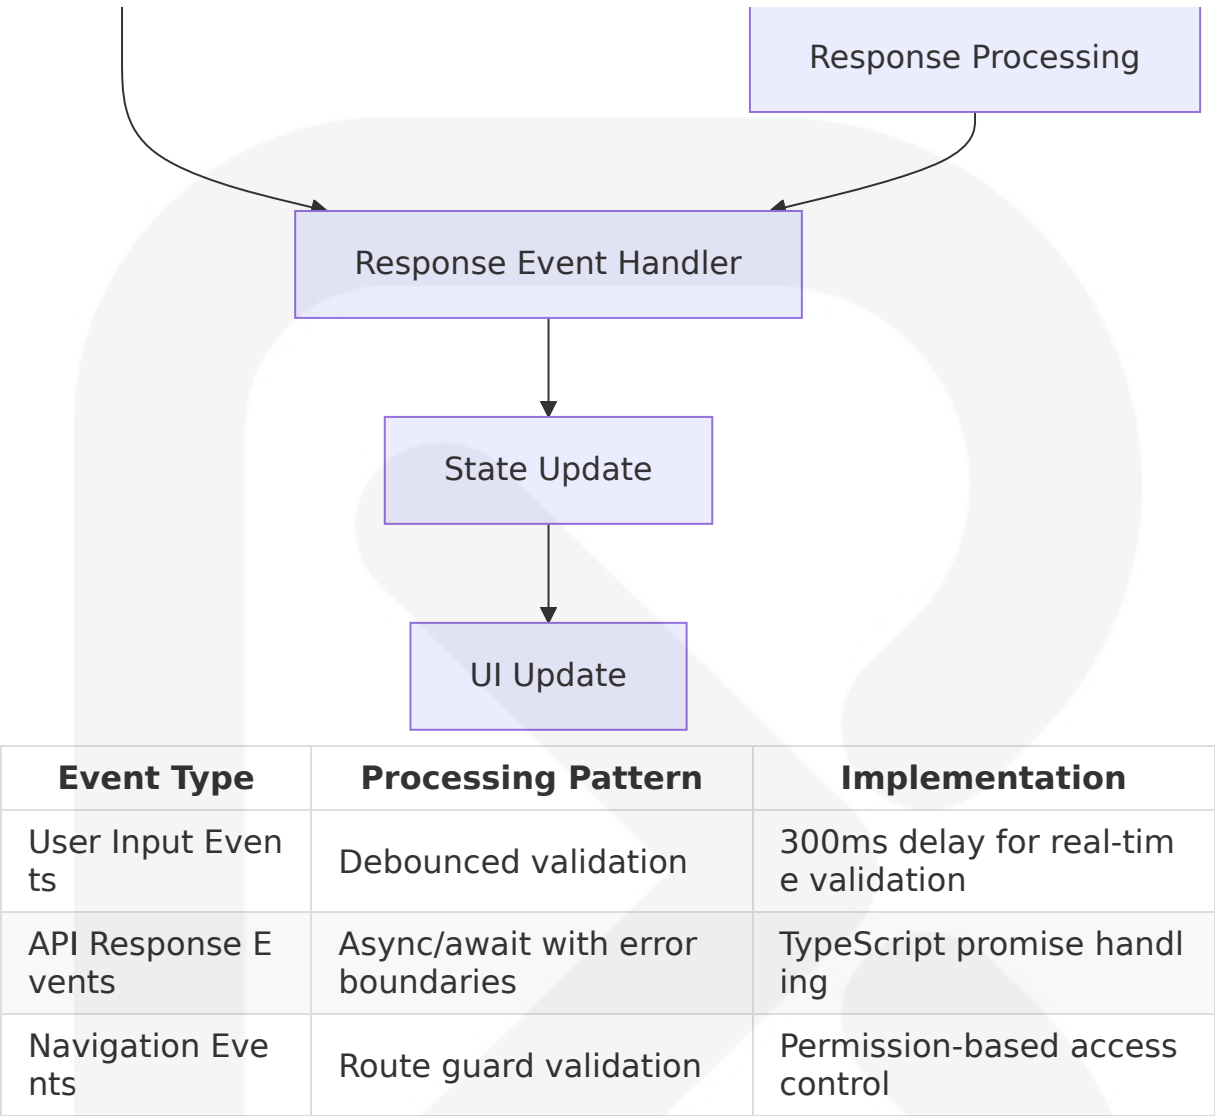 Response Processing
Response Event Handler
State Update
UI Update
Event Type
Processing Pattern
Implementation
User Input Even
ts
Debounced validation
300ms delay for real-tim
e validation
API Response E
vents
Async/await with error
boundaries
TypeScript promise handl
ing
Navigation Eve
nts
Route guard validation
Permission-based access
control